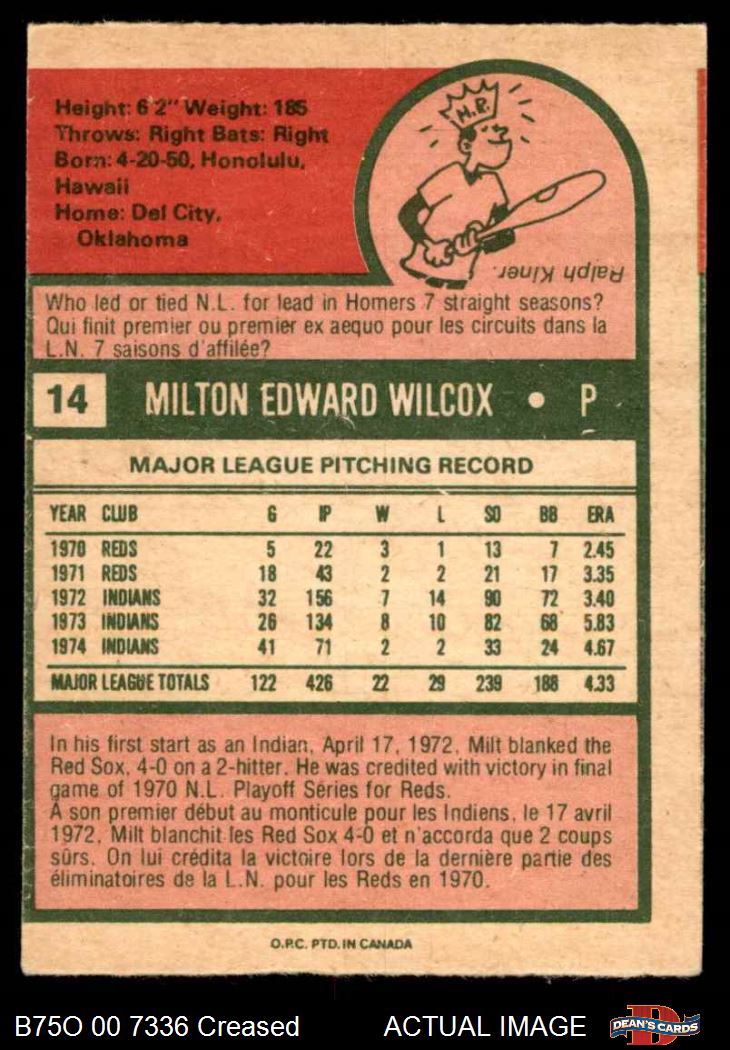 Height: 6'2" Weight: 185
Throws: Right Bats: Right
Born: 4-20-50, Honolulu,
Hawaii
Home: Del City,
Oklahoma
H.R.
Ralph Kiner.
Who led or tied N.L. for lead in Homers 7 straight seasons?
Qui finit premier ou premier ex aequo pour les circuits dans la
L.N. 7 saisons d'affilée?
14 MILTON EDWARD WILCOX • P
MAJOR LEAGUE PITCHING RECORD
YEAR CLUB G IP W L SO BB ERA
1970 REDS 5 22 3 1 13 7 2.45
1971 REDS 18 43 2 2 21 17 3.35
1972 INDIANS 32 156 7 14 90 72 3.40
1973 INDIANS 26 134 8 10 82 68 5.83
1974 INDIANS 41 71 2 2 33 24 4.67
MAJOR LEAGUE TOTALS 122 426 22 29 239 188 4.33
In his first start as an Indian, April 17, 1972, Milt blanked the
Red Sox, 4-0 on a 2-hitter. He was credited with victory in final
game of 1970 N.L. Playoff Séries for Reds.
À son premier début au monticule pour les Indiens, le 17 avril
1972, Milt blanchit les Red Sox 4-0 et n'accorda que 2 coups
sûrs. On lui crédita la victoire lors de la dernière partie des
éliminatoires de la L.N. pour les Reds en 1970.
O.P.C. PTD. IN CANADA
B75O 00 7336 Creased ACTUAL IMAGE
D
DEAN'S CARDS